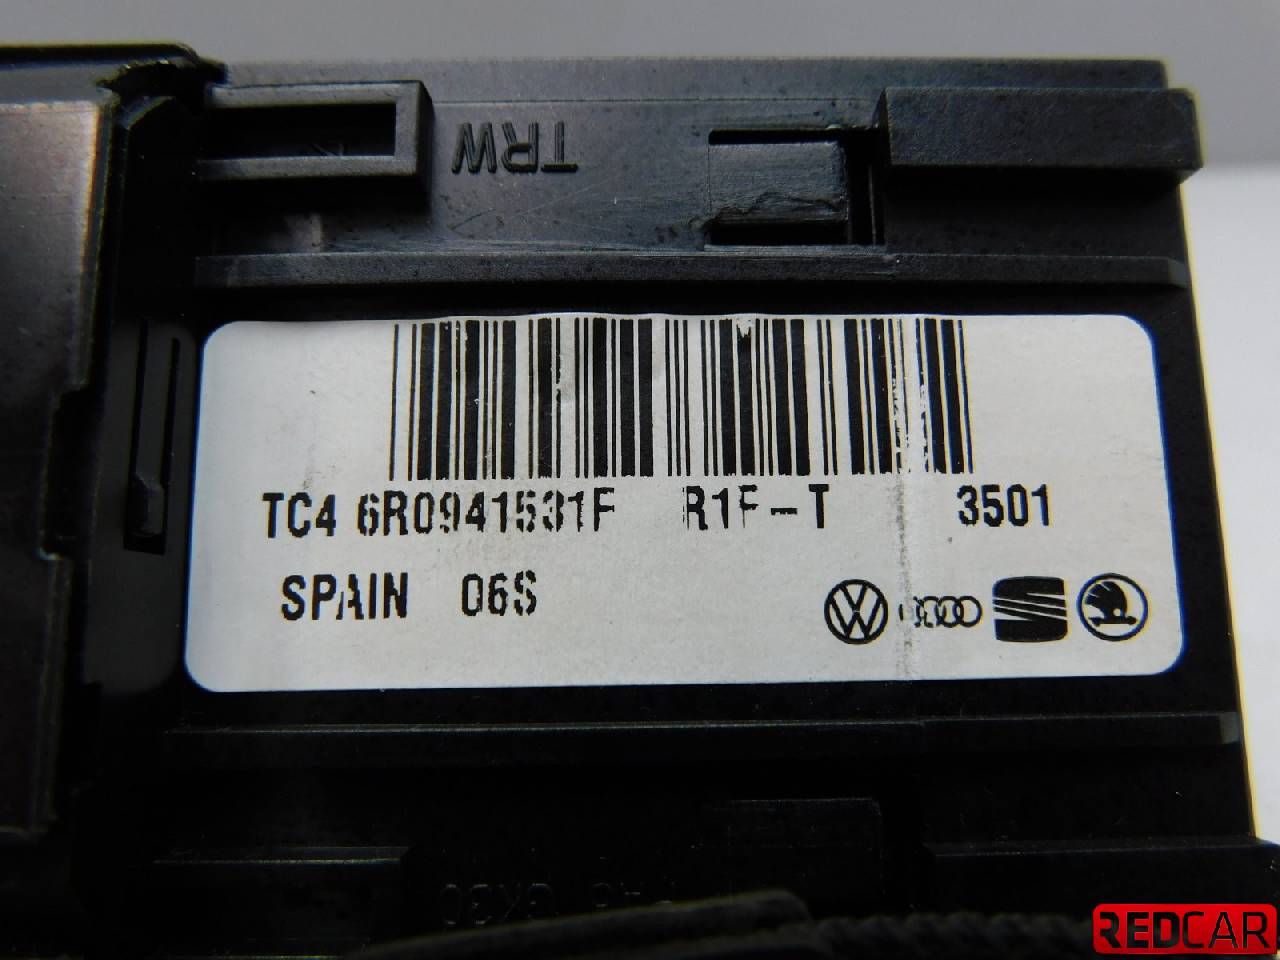 TRW
TC4 6R0941531F R1F-T 3501
SPAIN 06S
REDCAR